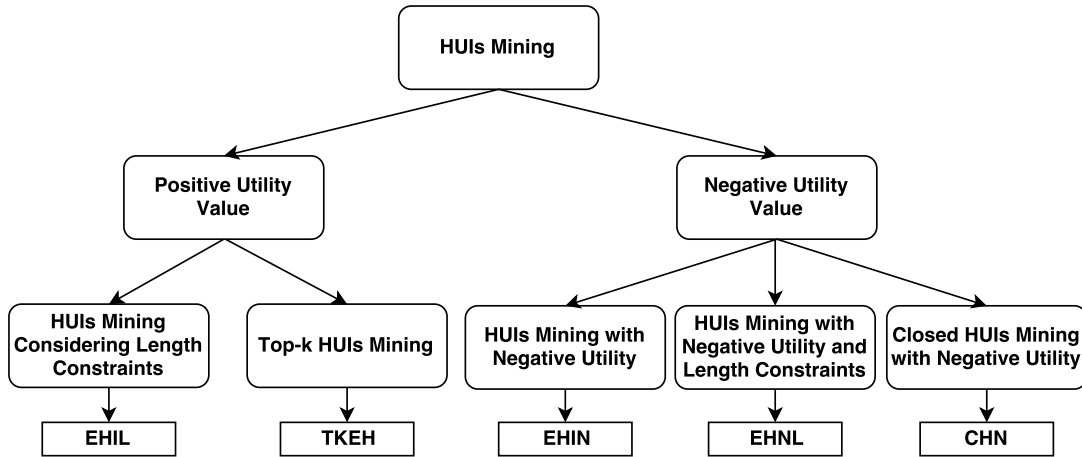 HUIs Mining
Positive Utility
Value
Negative Utility
Value
HUIs Mining
Considering Length
Constraints
Top-k HUIs Mining
HUIs Mining with
Negative Utility
HUIs Mining with
Negative Utility and
Length Constraints
Closed HUIs Mining
with Negative Utility
EHIL
TKEH
EHIN
EHNL
CHN